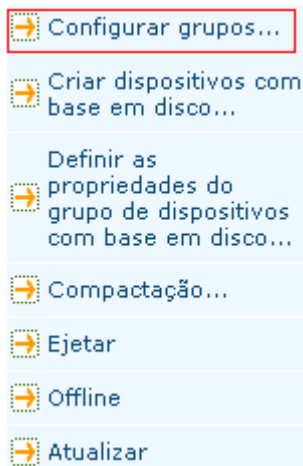 Configurar grupos...
Criar dispositivos com
base em disco...
Definir as
propriedades do
grupo de dispositivos
com base em disco...
Compactação...
Ejetar
Offline
Atualizar